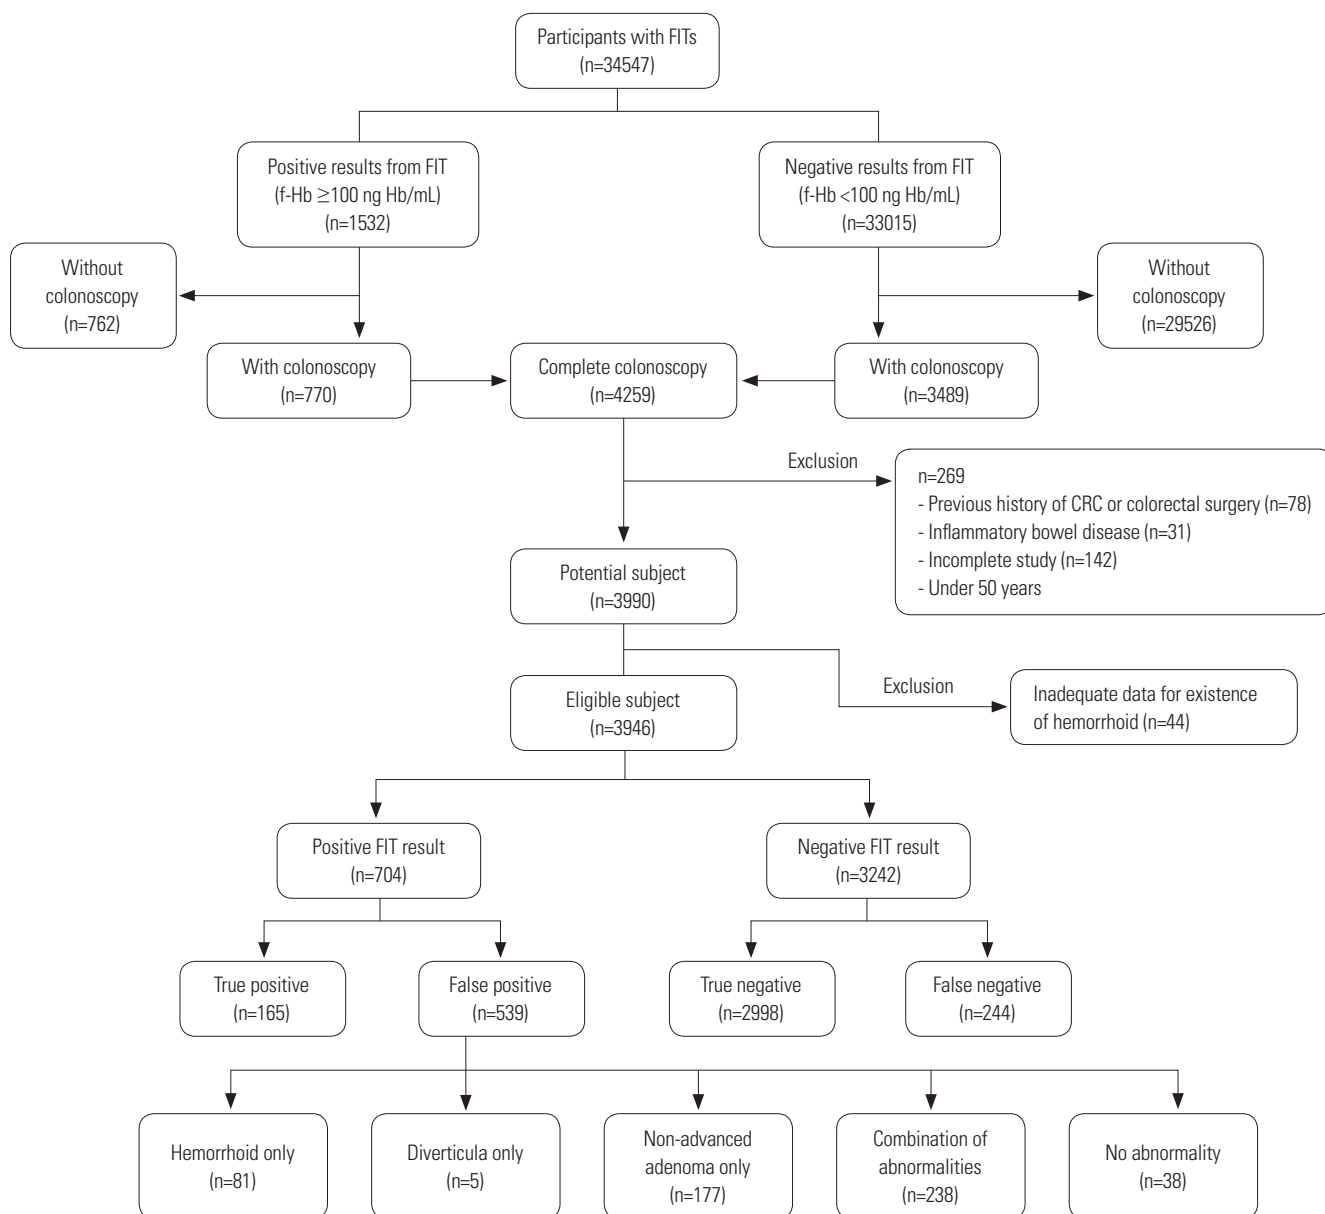 Participants with FITs
(n=34547)
Positive results from FIT
(f-Hb ≥100 ng Hb/mL)
(n=1532)
Negative results from FIT
(f-Hb <100 ng Hb/mL)
(n=33015)
Without
colonoscopy
(n=762)
Without
colonoscopy
(n=29526)
With colonoscopy
(n=770)
Complete colonoscopy
(n=4259)
With colonoscopy
(n=3489)
Exclusion
n=269
- Previous history of CRC or colorectal surgery (n=78)
- Inflammatory bowel disease (n=31)
- Incomplete study (n=142)
- Under 50 years
Potential subject
(n=3990)
Exclusion
Inadequate data for existence
of hemorrhoid (n=44)
Eligible subject
(n=3946)
Positive FIT result
(n=704)
Negative FIT result
(n=3242)
True positive
(n=165)
False positive
(n=539)
True negative
(n=2998)
False negative
(n=244)
Hemorrhoid only
(n=81)
Diverticula only
(n=5)
Non-advanced
adenoma only
(n=177)
Combination of
abnormalities
(n=238)
No abnormality
(n=38)